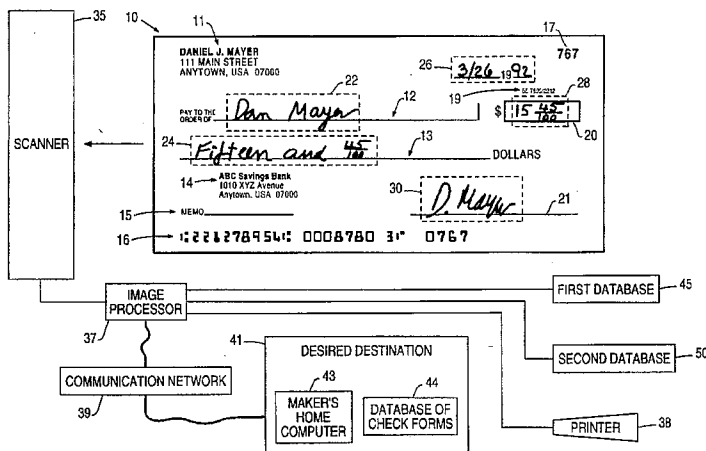 35
10
11
17
DANIEL J. MAYER
111 MAIN STREET
ANYTOWN, USA 07000
767
26
3/26 1992
28
22
19
12
PAY TO THE
ORDER OF
Dan Mayer
$
15 45/100
20
SCANNER
24
Fifteen and 45/100
13
DOLLARS
14
ABC Savings Bank
1010 XYZ Avenue
Anytown, USA 07000
30
D. Mayer
15
MEMO
21
16
⑆221278954⑆ 0008780 3⑈ 0767
IMAGE
PROCESSOR
37
FIRST DATABASE
45
41
DESIRED DESTINATION
SECOND DATABASE
50
COMMUNICATION NETWORK
39
43
44
MAKER'S
HOME
COMPUTER
DATABASE OF
CHECK FORMS
PRINTER
38